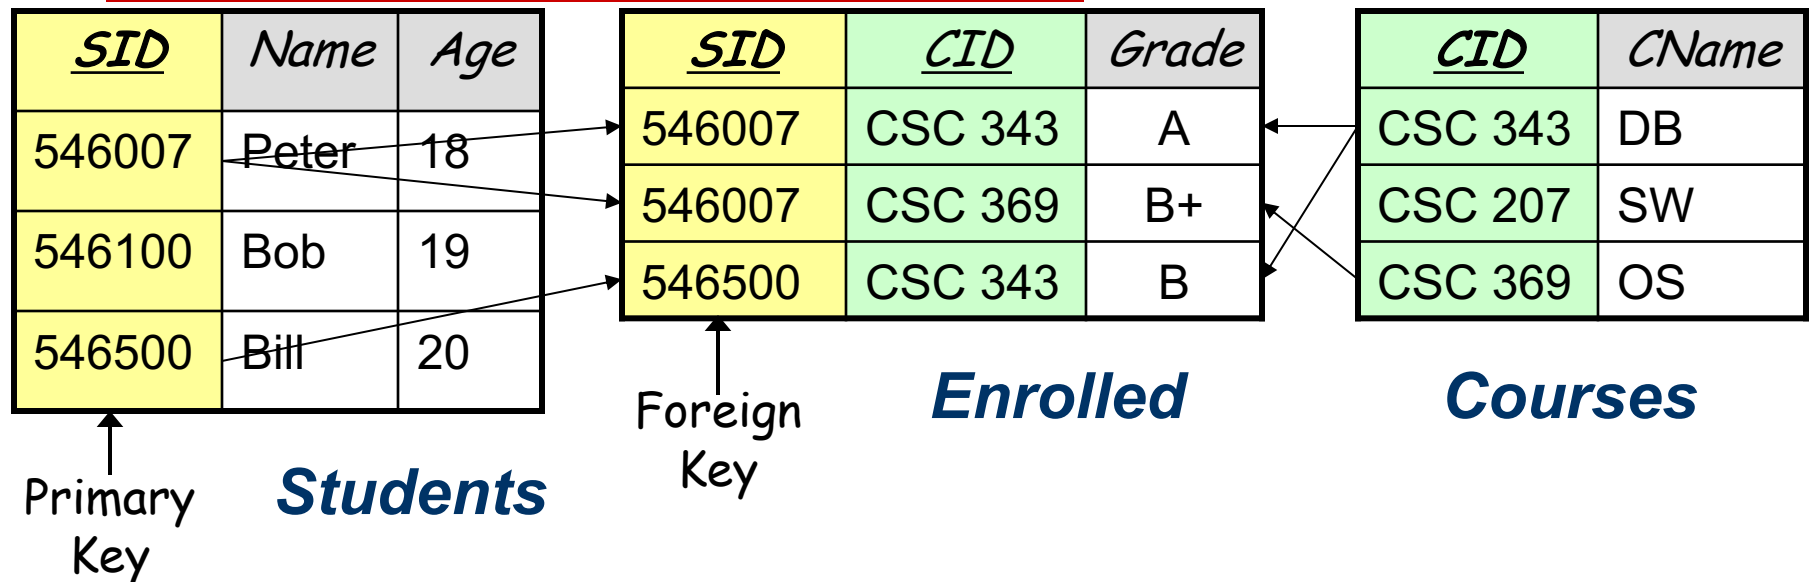 SID Name Age
546007 Peter 18
546100 Bob 19
546500 Bill 20
Primary
Key
Students
SID CID Grade
546007 CSC 343 A
546007 CSC 369 B+
546500 CSC 343 B
Foreign
Key
Enrolled
CID CName
CSC 343 DB
CSC 207 SW
CSC 369 OS
Courses